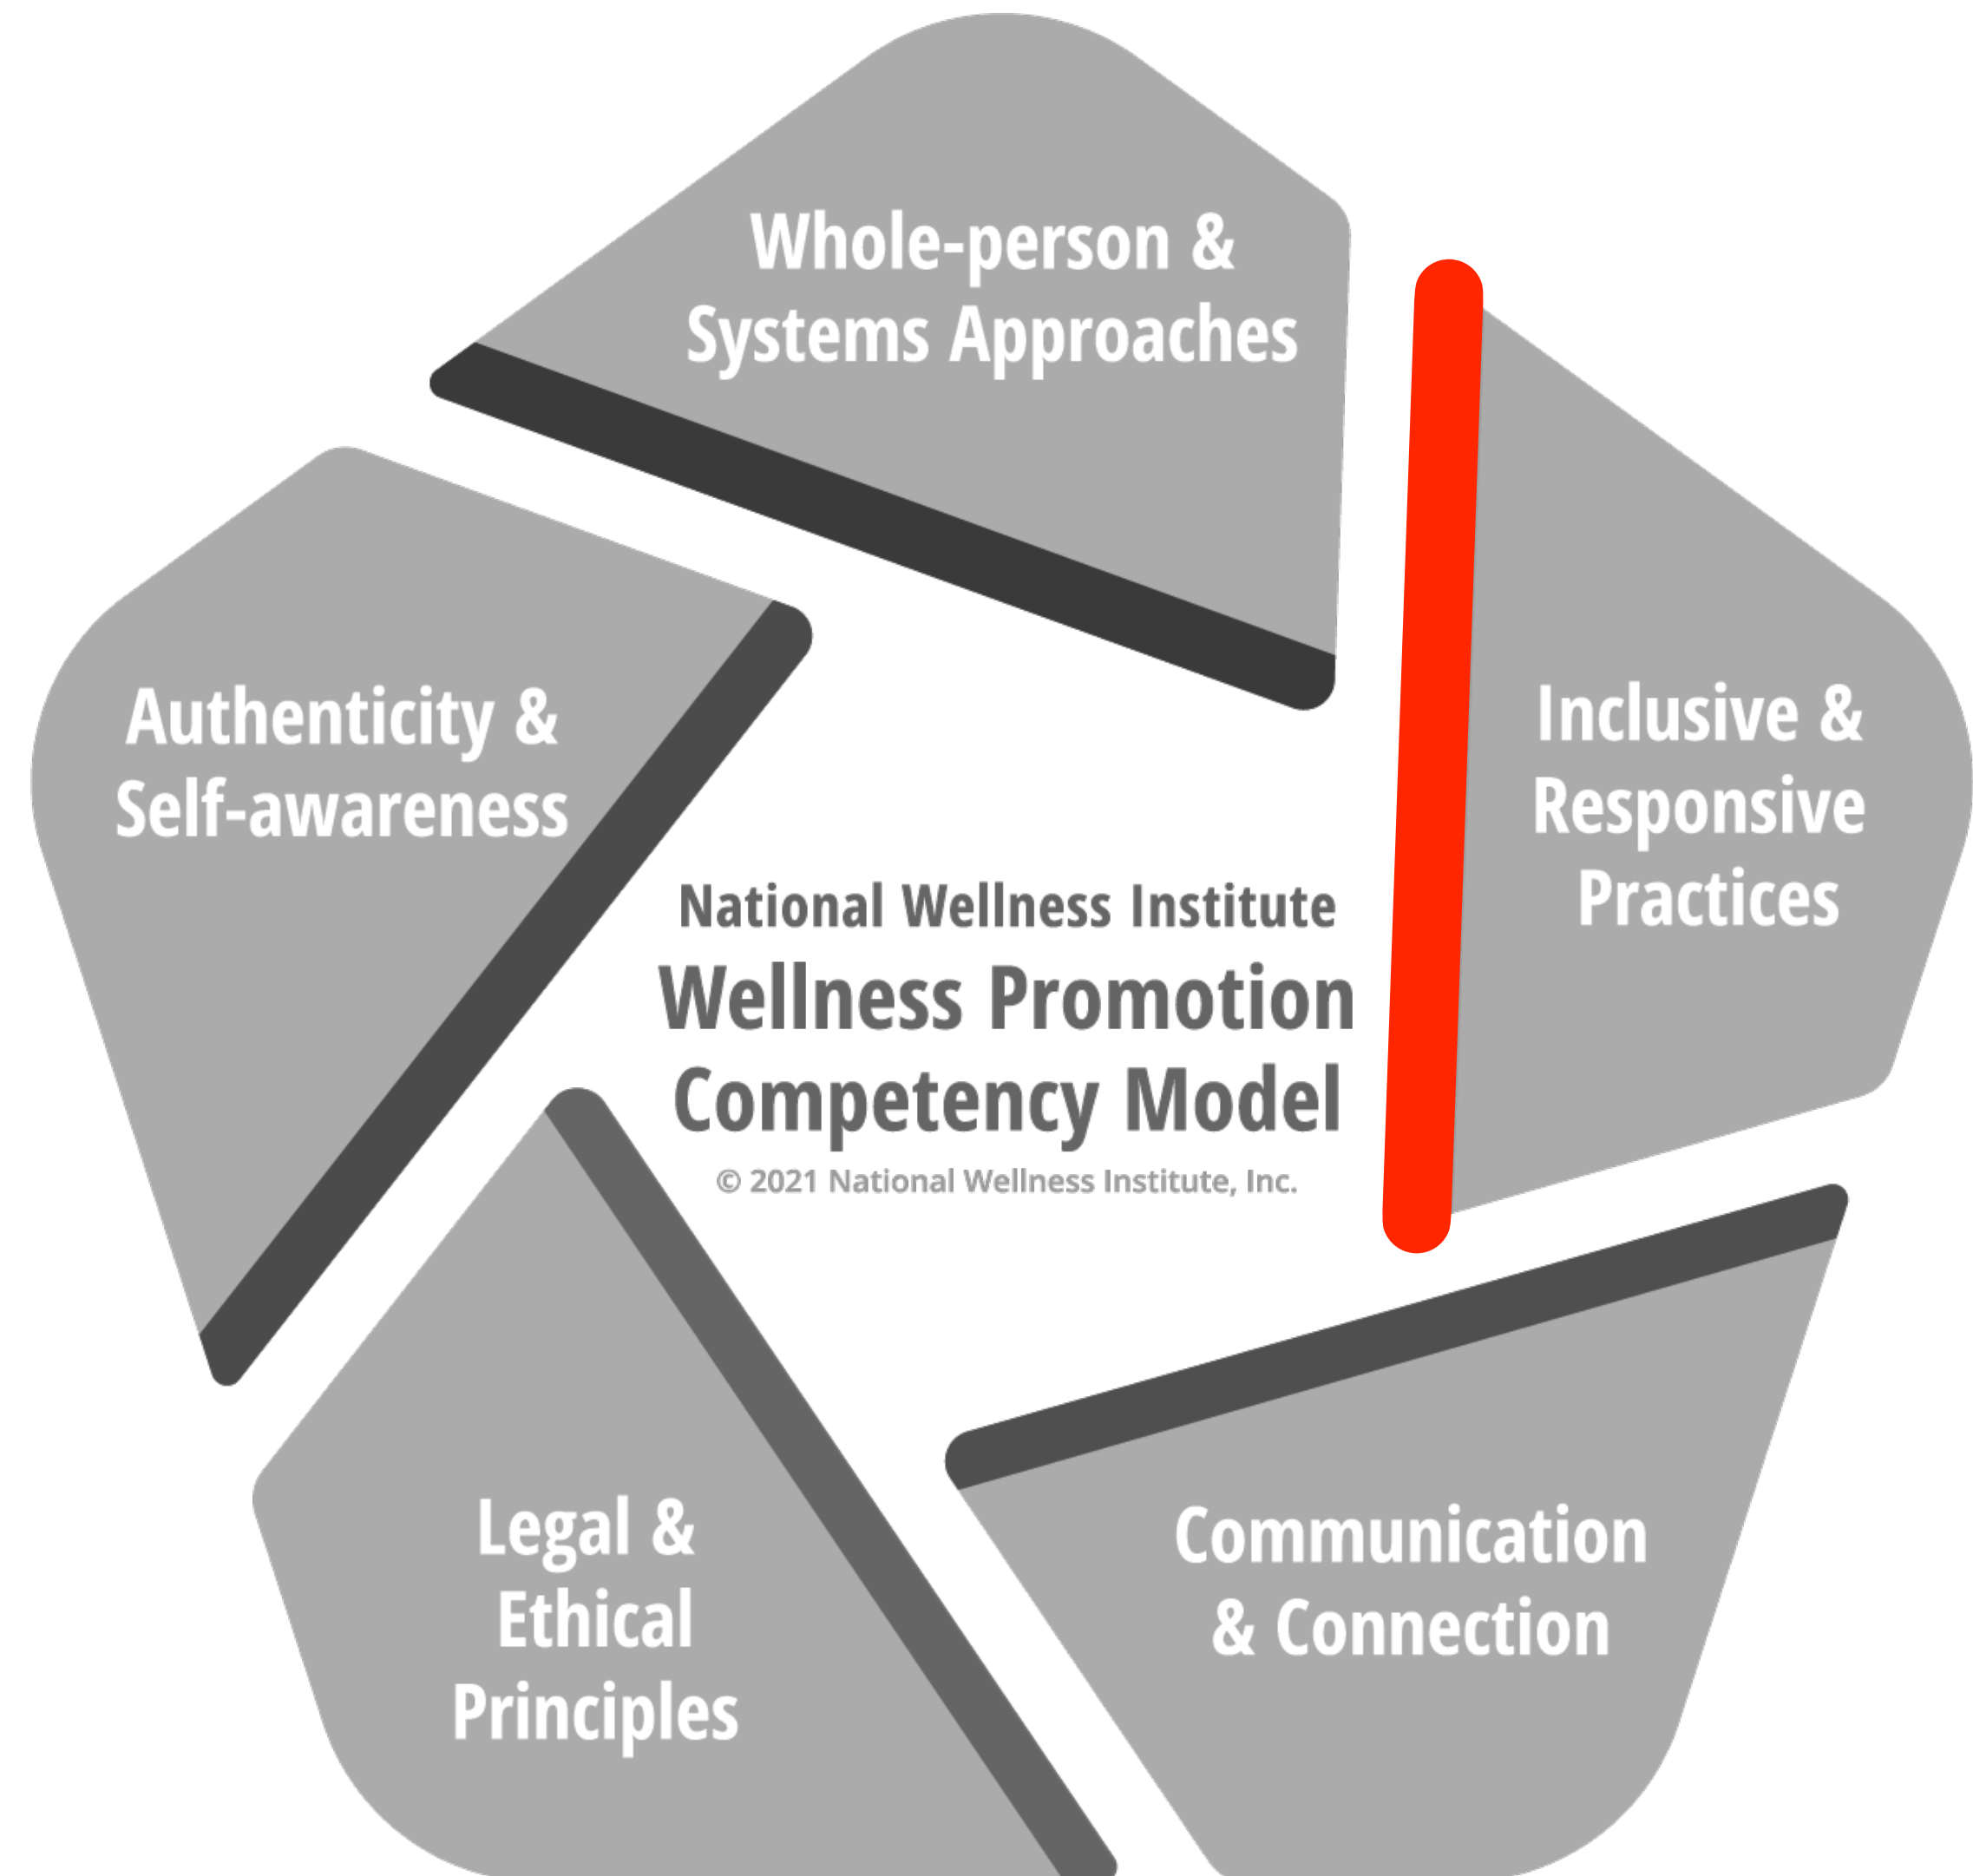 Whole-person &
Systems Approaches
Authenticity &
Self-awareness
Inclusive &
Responsive
Practices
National Wellness Institute
Wellness Promotion
Competency Model
© 2021 National Wellness Institute, Inc.
Legal &
Ethical
Principles
Communication
& Connection